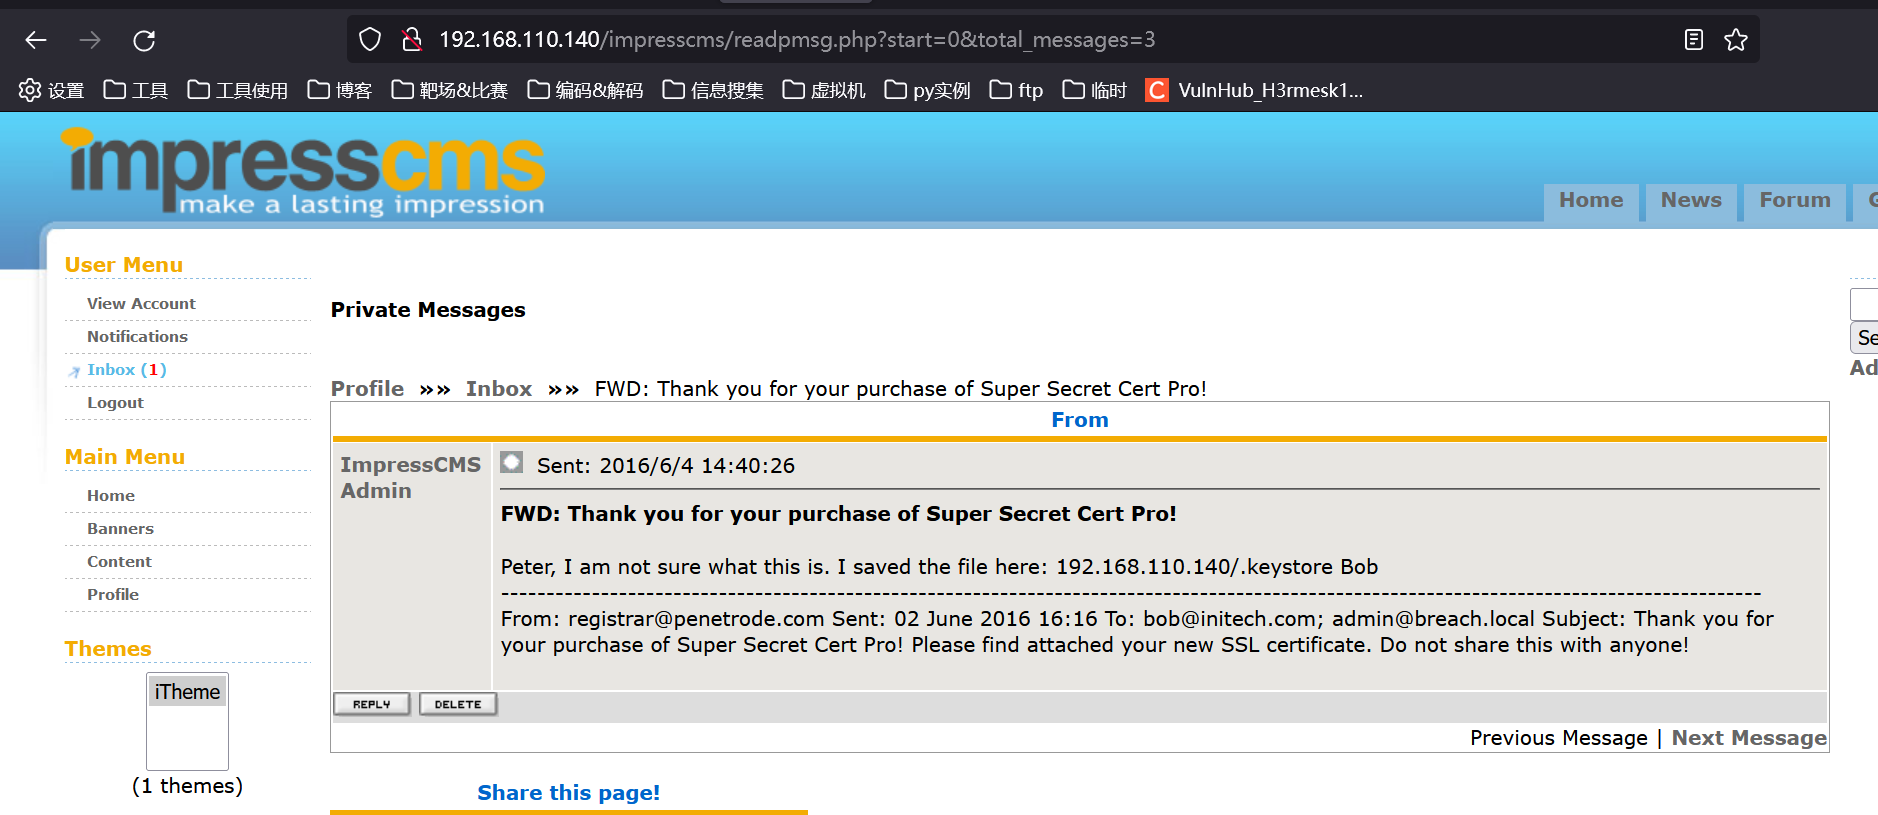 192.168.110.140/impresscms/readpmsg.php?start=0&total_messages=3
设置 工具 工具使用 博客 靶场&比赛 编码&解码 信息搜集 虚拟机 py实例 ftp 临时 C VulnHub_H3rmesk1...
impresscms
make a lasting impression
Home News Forum
User Menu
View Account
Notifications
Inbox (1)
Logout
Main Menu
Home
Banners
Content
Profile
Themes
iTheme
(1 themes)
Private Messages
Profile »» Inbox »» FWD: Thank you for your purchase of Super Secret Cert Pro!
From
ImpressCMS
Admin
Sent: 2016/6/4 14:40:26
FWD: Thank you for your purchase of Super Secret Cert Pro!
Peter, I am not sure what this is. I saved the file here: 192.168.110.140/.keystore Bob
From: registrar@penetrode.com Sent: 02 June 2016 16:16 To: bob@initech.com; admin@breach.local Subject: Thank you for
your purchase of Super Secret Cert Pro! Please find attached your new SSL certificate. Do not share this with anyone!
REPLY DELETE
Previous Message | Next Message
Share this page!
Se
Ad